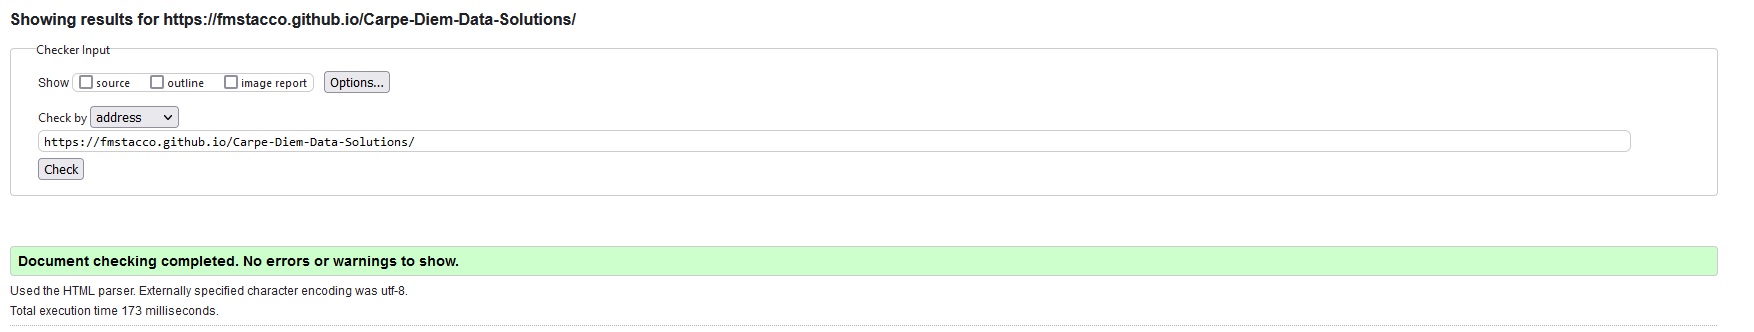 Showing results for https://fmstacco.github.io/Carpe-Diem-Data-Solutions/
Checker Input
Show source outline image report Options...
Check by address
https://fmstacco.github.io/Carpe-Diem-Data-Solutions/
Check
Document checking completed. No errors or warnings to show.
Used the HTML parser. Externally specified character encoding was utf-8.
Total execution time 173 milliseconds.